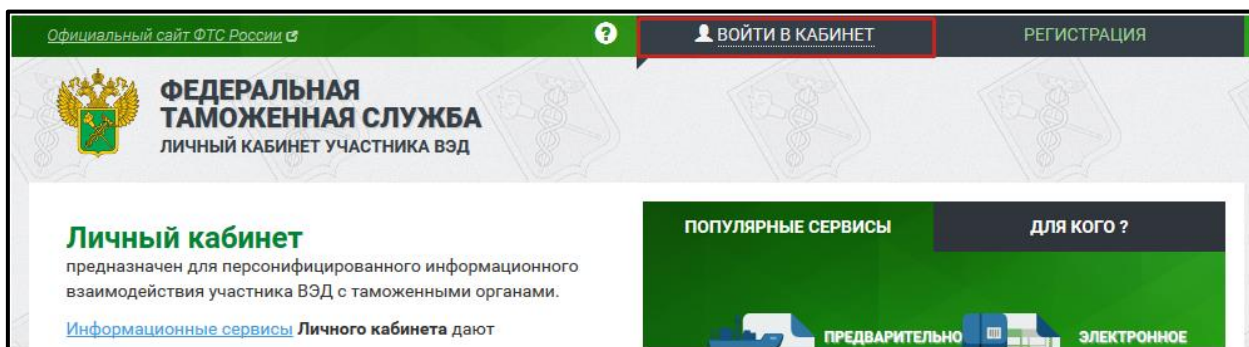 Официальный сайт ФТС России
?
ВОЙТИ В КАБИНЕТ
РЕГИСТРАЦИЯ
ФЕДЕРАЛЬНАЯ
ТАМОЖЕННАЯ СЛУЖБА
ЛИЧНЫЙ КАБИНЕТ УЧАСТНИКА ВЭД
Личный кабинет
предназначен для персонифицированного информационного
взаимодействия участника ВЭД с таможенными органами.
Информационные сервисы Личного кабинета дают
ПОПУЛЯРНЫЕ СЕРВИСЫ
ДЛЯ КОГО ?
ПРЕДВАРИТЕЛЬНО
ЭЛЕКТРОННОЕ